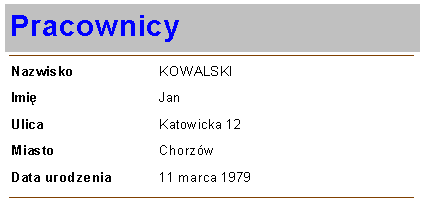 Pracownicy
Nazwisko KOWALSKI
Imię Jan
Ulica Katowicka 12
Miasto Chorzów
Data urodzenia 11 marca 1979